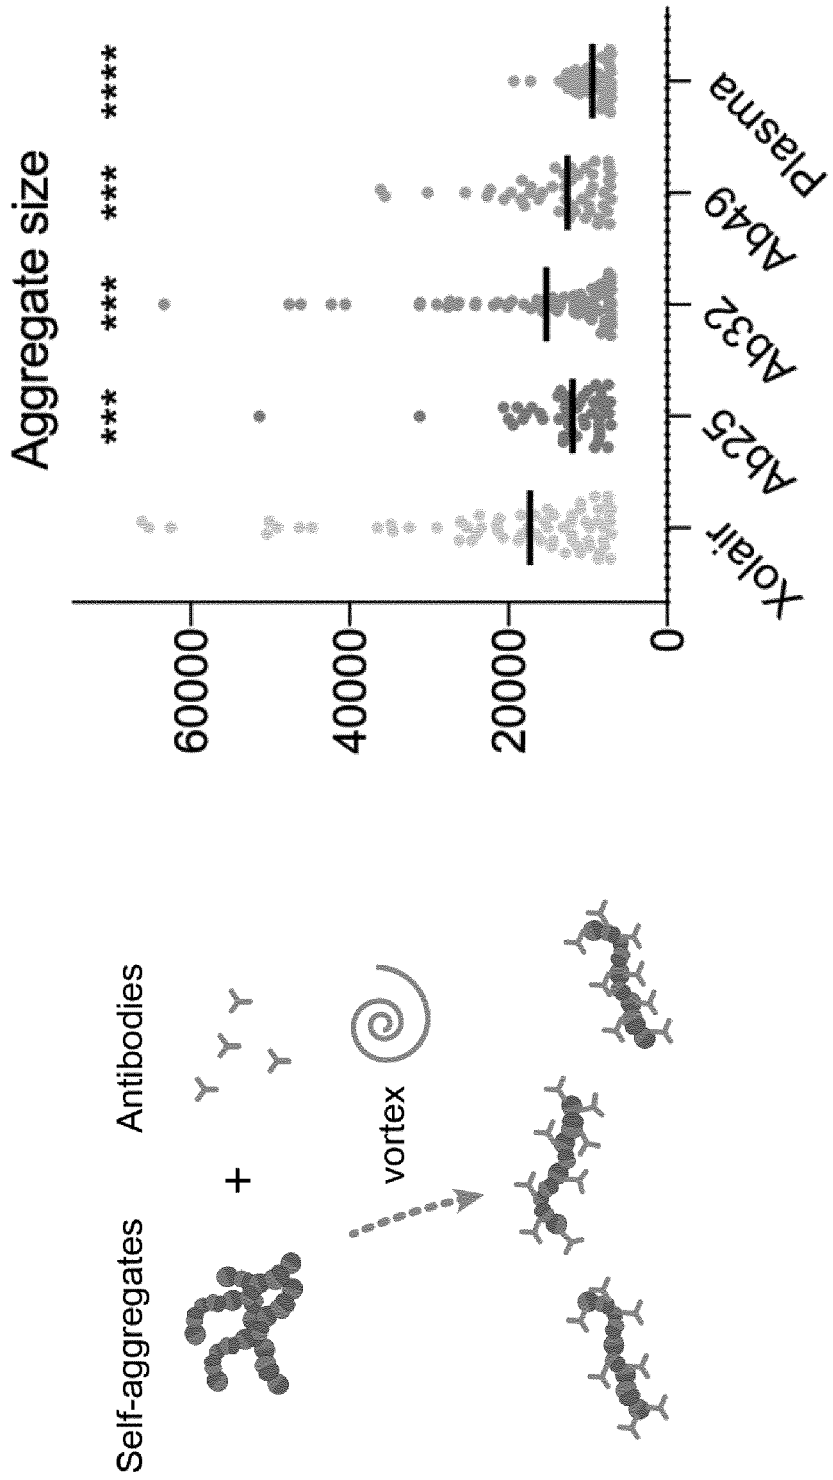 Self-aggregates
+
Antibodies
vortex
Aggregate size
***
***
***
****
60000
40000
20000
0
Xolair
Ab25
Ab32
Ab49
Plasma